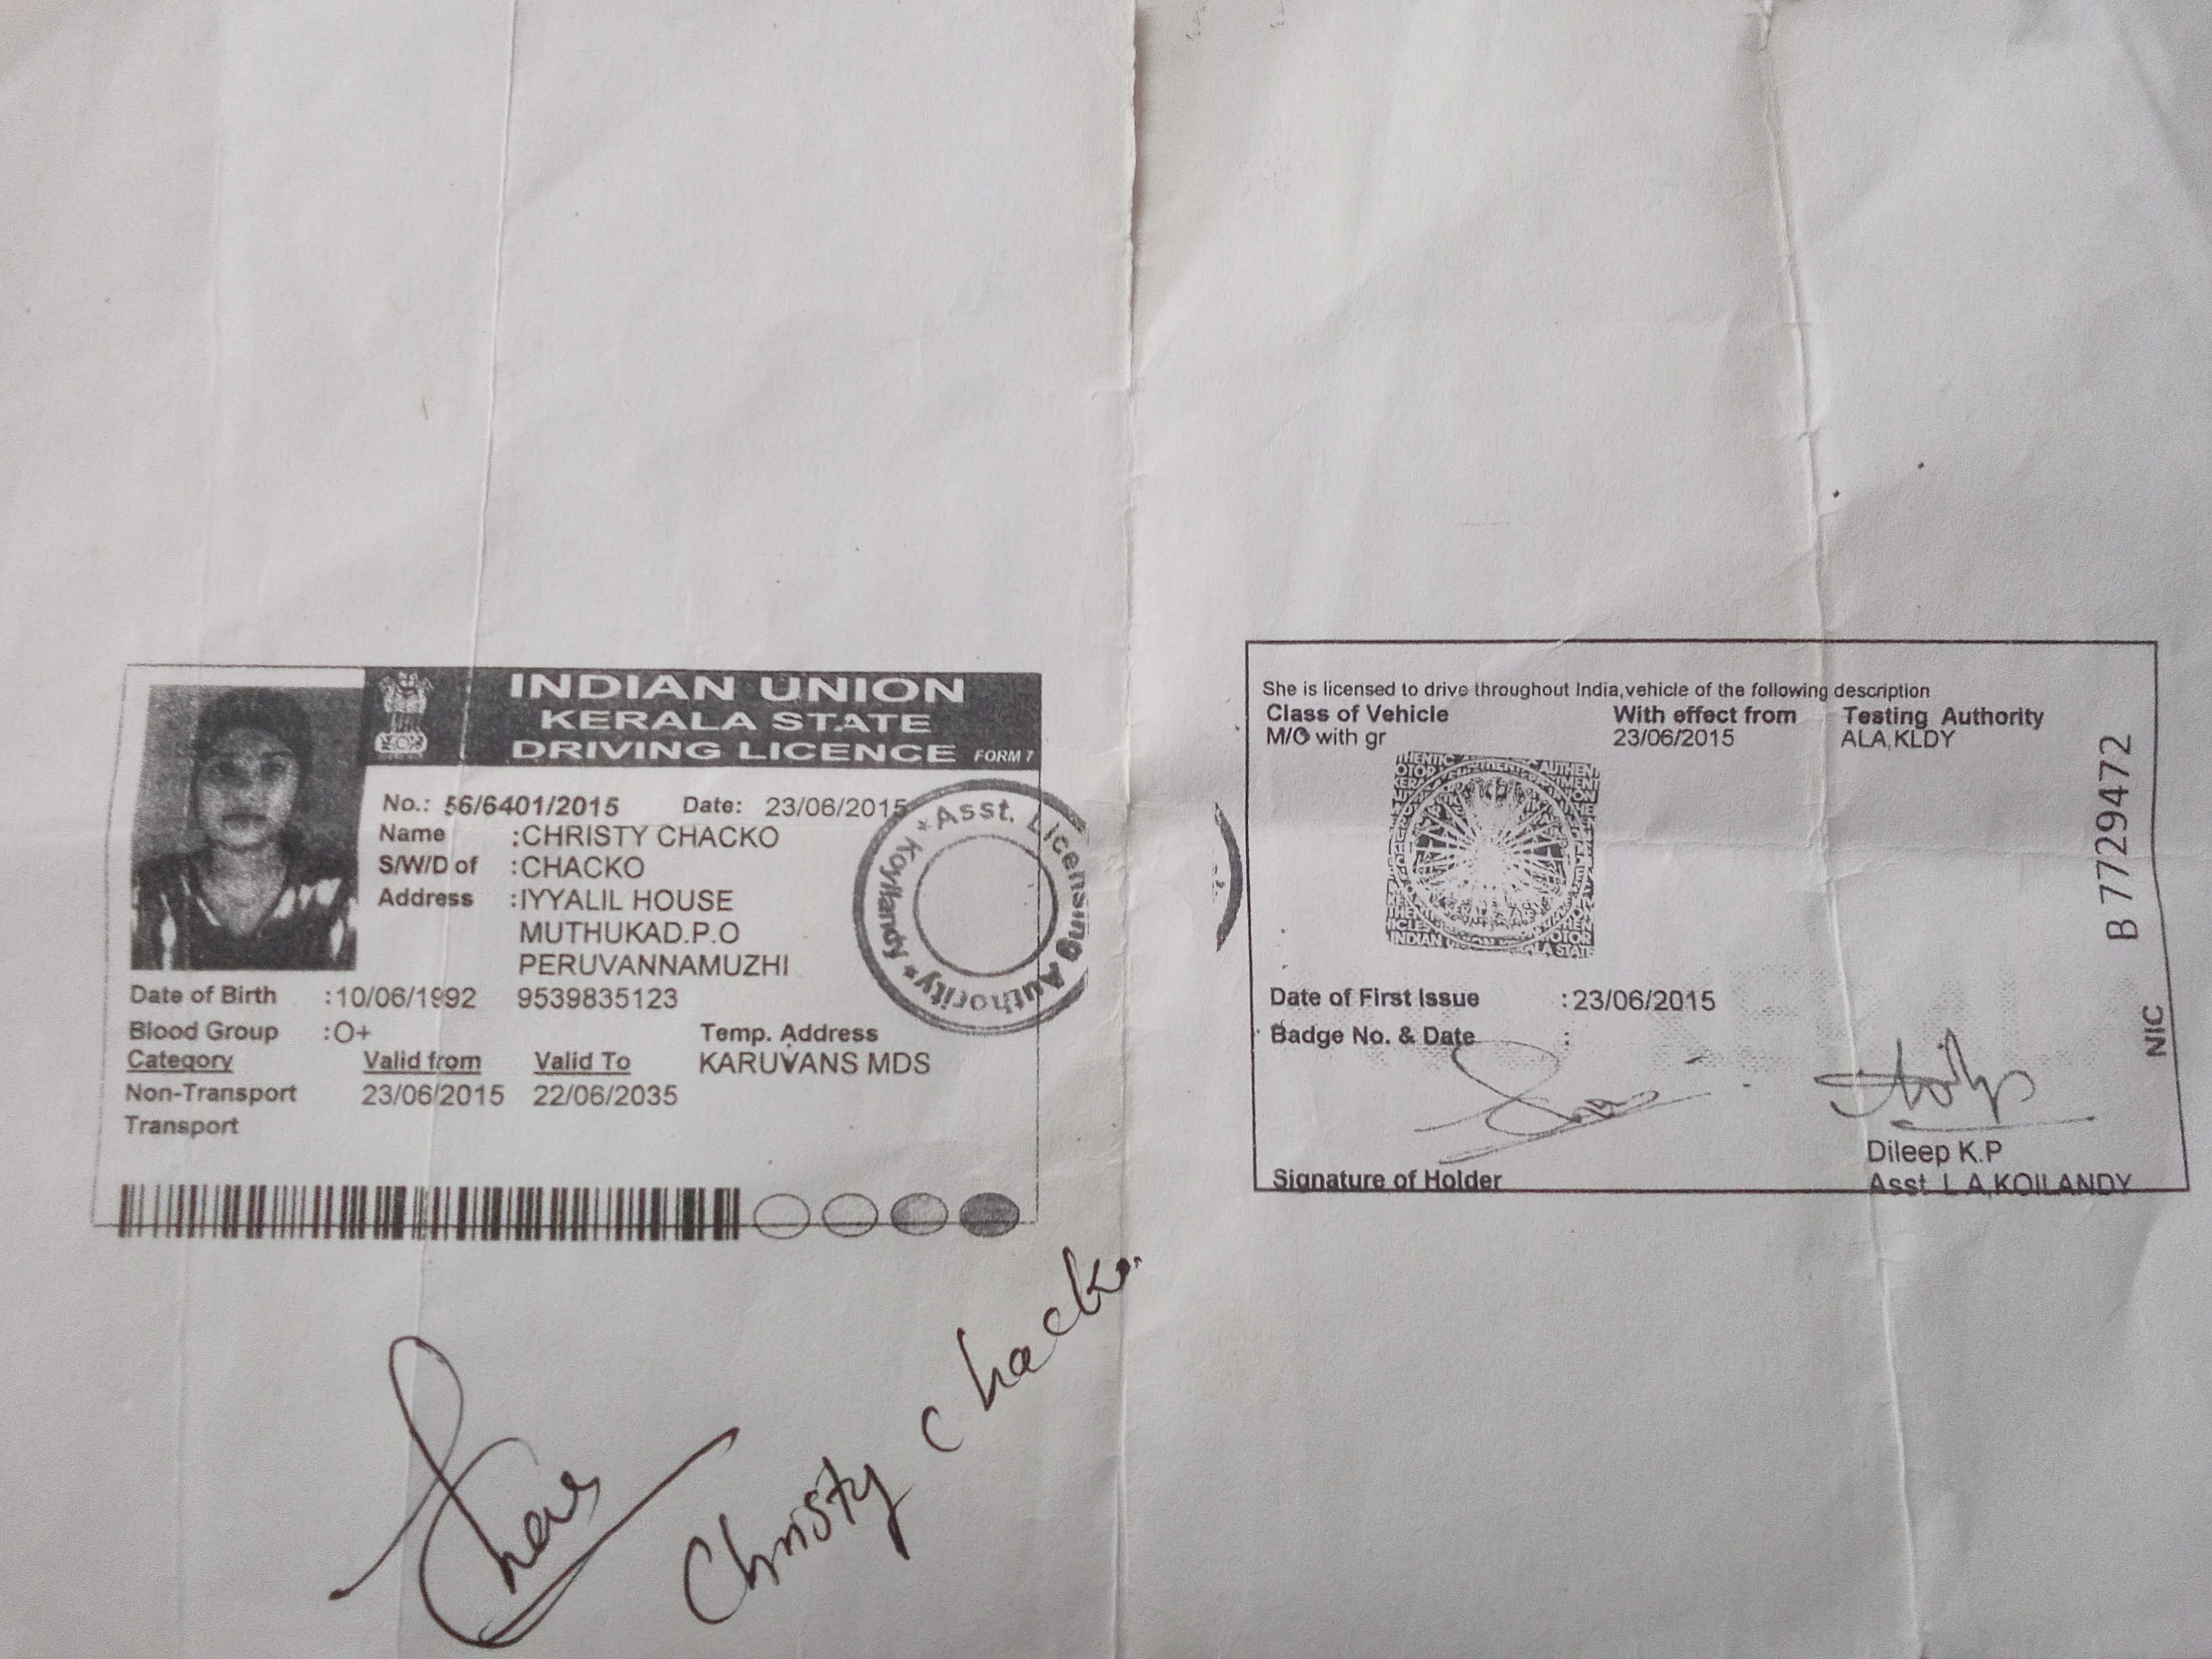 INDIAN UNION
KERALA STATE
DRIVING LICENCE FORM 7
No.: 56/6401/2015 Date: 23/06/2015
Name :CHRISTY CHACKO
S/W/D of :CHACKO
Address :IYYALIL HOUSE
MUTHUKAD.P.O
PERUVANNAMUZHI
Date of Birth :10/06/1992 9539835123
Blood Group :O+ Temp. Address
Category Valid from Valid To KARUVANS MDS
Non-Transport 23/06/2015 22/06/2035
Transport
Asst. Licensing Authority * Koyilandy *
Christy Chacko
She is licensed to drive throughout India,vehicle of the following description
Class of Vehicle With effect from Testing Authority
M/C with gr 23/06/2015 ALA,KLDY
INDIAN
MOTOR
STATE
B 7729472
NIC
Date of First Issue :23/06/2015
Badge No. & Date :
Dileep K.P
Signature of Holder Asst. L A,KOILANDY